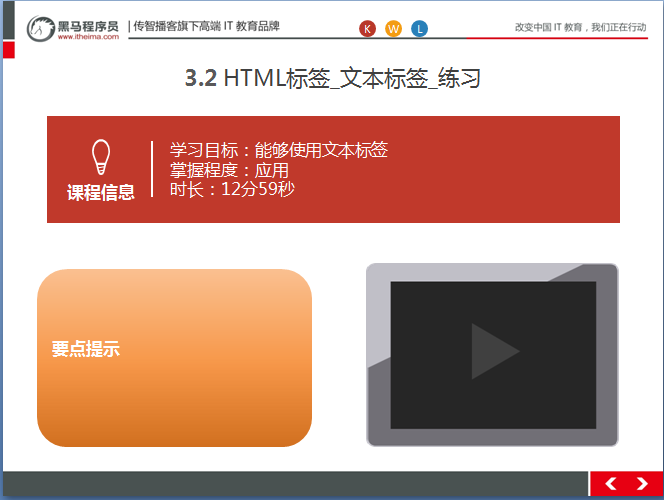 黑马程序员
www.itheima.com
传智播客旗下高端 IT 教育品牌
K W L
改变中国 IT 教育，我们正在行动
3.2 HTML标签_文本标签_练习
课程信息
学习目标：能够使用文本标签
掌握程度：应用
时长：12分59秒
要点提示